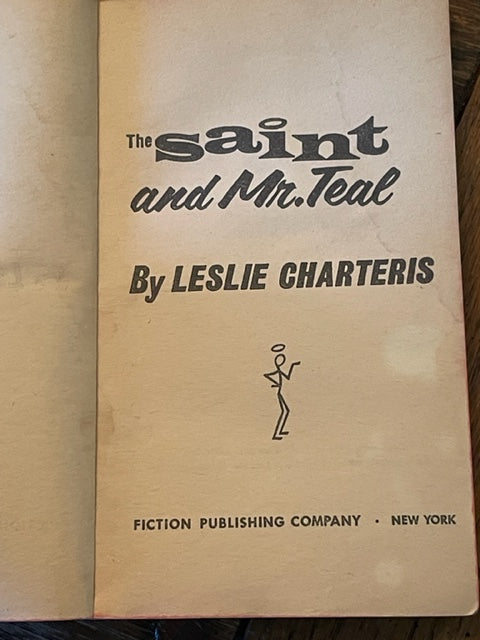 The Saint
and Mr. Teal
By LESLIE CHARTERIS
FICTION PUBLISHING COMPANY • NEW YORK